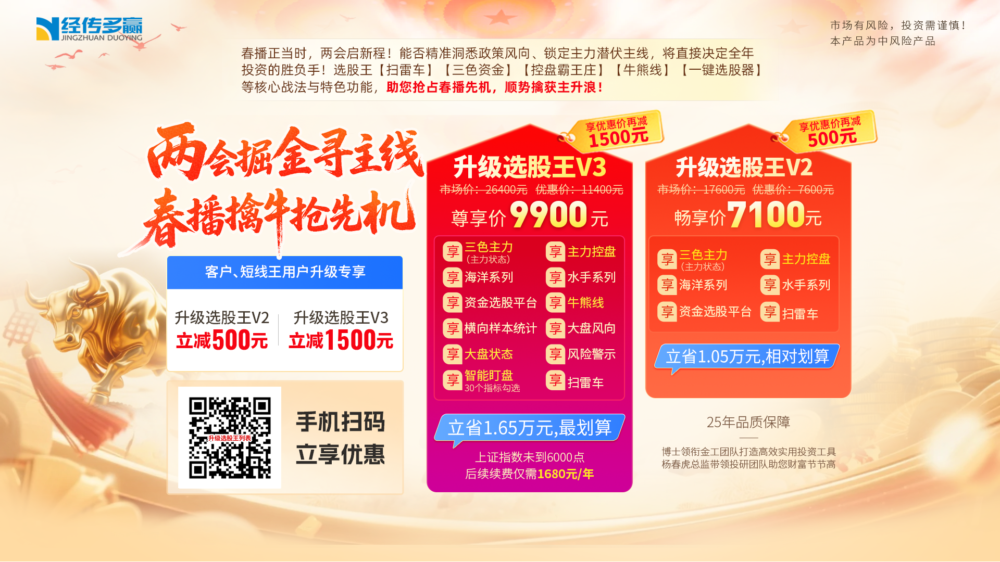 经传多赢
JINGZHUAN DUOYING
市场有风险，投资需谨慎！
本产品为中风险产品
春播正当时，两会启新程！能否精准洞悉政策风向、锁定主力潜伏主线，将直接决定全年
投资的胜负手！选股王【扫雷车】【三色资金】【控盘霸王庄】【牛熊线】【一键选股器】
等核心战法与特色功能，助您抢占春播先机，顺势擒获主升浪！
两会掘金寻主线
春播擒牛抢先机
客户、短线王用户升级专享
升级选股王V2
立减500元
升级选股王V3
立减1500元
升级选股王列表
手机扫码
立享优惠
享优惠价再减
1500元
升级选股王V3
市场价：26400元 优惠价：11400元
尊享价9900元
享 三色主力
（主力状态）
享 主力控盘
享 海洋系列
享 水手系列
享 资金选股平台
享 牛熊线
享 横向样本统计
享 大盘风向
享 大盘状态
享 风险警示
享 智能盯盘
30个指标勾选
享 扫雷车
立省1.65万元,最划算
上证指数未到6000点
后续续费仅需1680元/年
享优惠价再减
500元
升级选股王V2
市场价：17600元 优惠价：7600元
畅享价7100元
享 三色主力
（主力状态）
享 主力控盘
享 海洋系列
享 水手系列
享 资金选股平台
享 扫雷车
立省1.05万元,相对划算
25年品质保障
博士领衔金工团队打造高效实用投资工具
杨春虎总监带领投研团队助您财富节节高